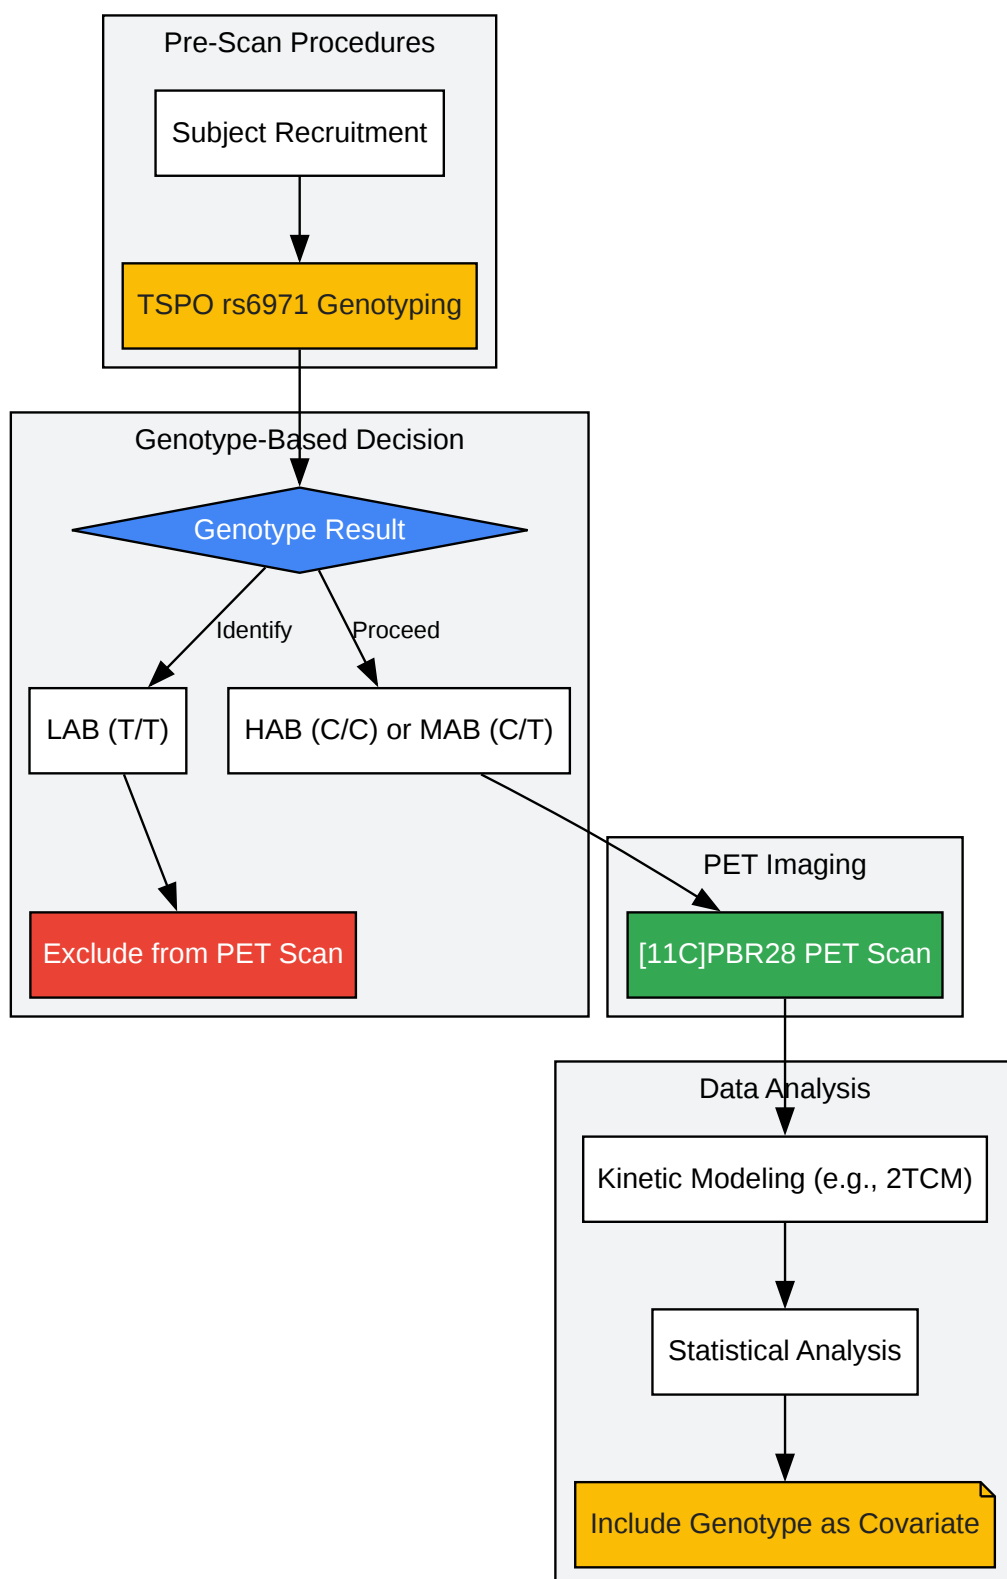 Pre-Scan Procedures
Subject Recruitment
TSPO rs6971 Genotyping
Genotype-Based Decision
Genotype Result
Identify
Proceed
LAB (T/T)
HAB (C/C) or MAB (C/T)
Exclude from PET Scan
PET Imaging
[11C]PBR28 PET Scan
Data Analysis
Kinetic Modeling (e.g., 2TCM)
Statistical Analysis
Include Genotype as Covariate